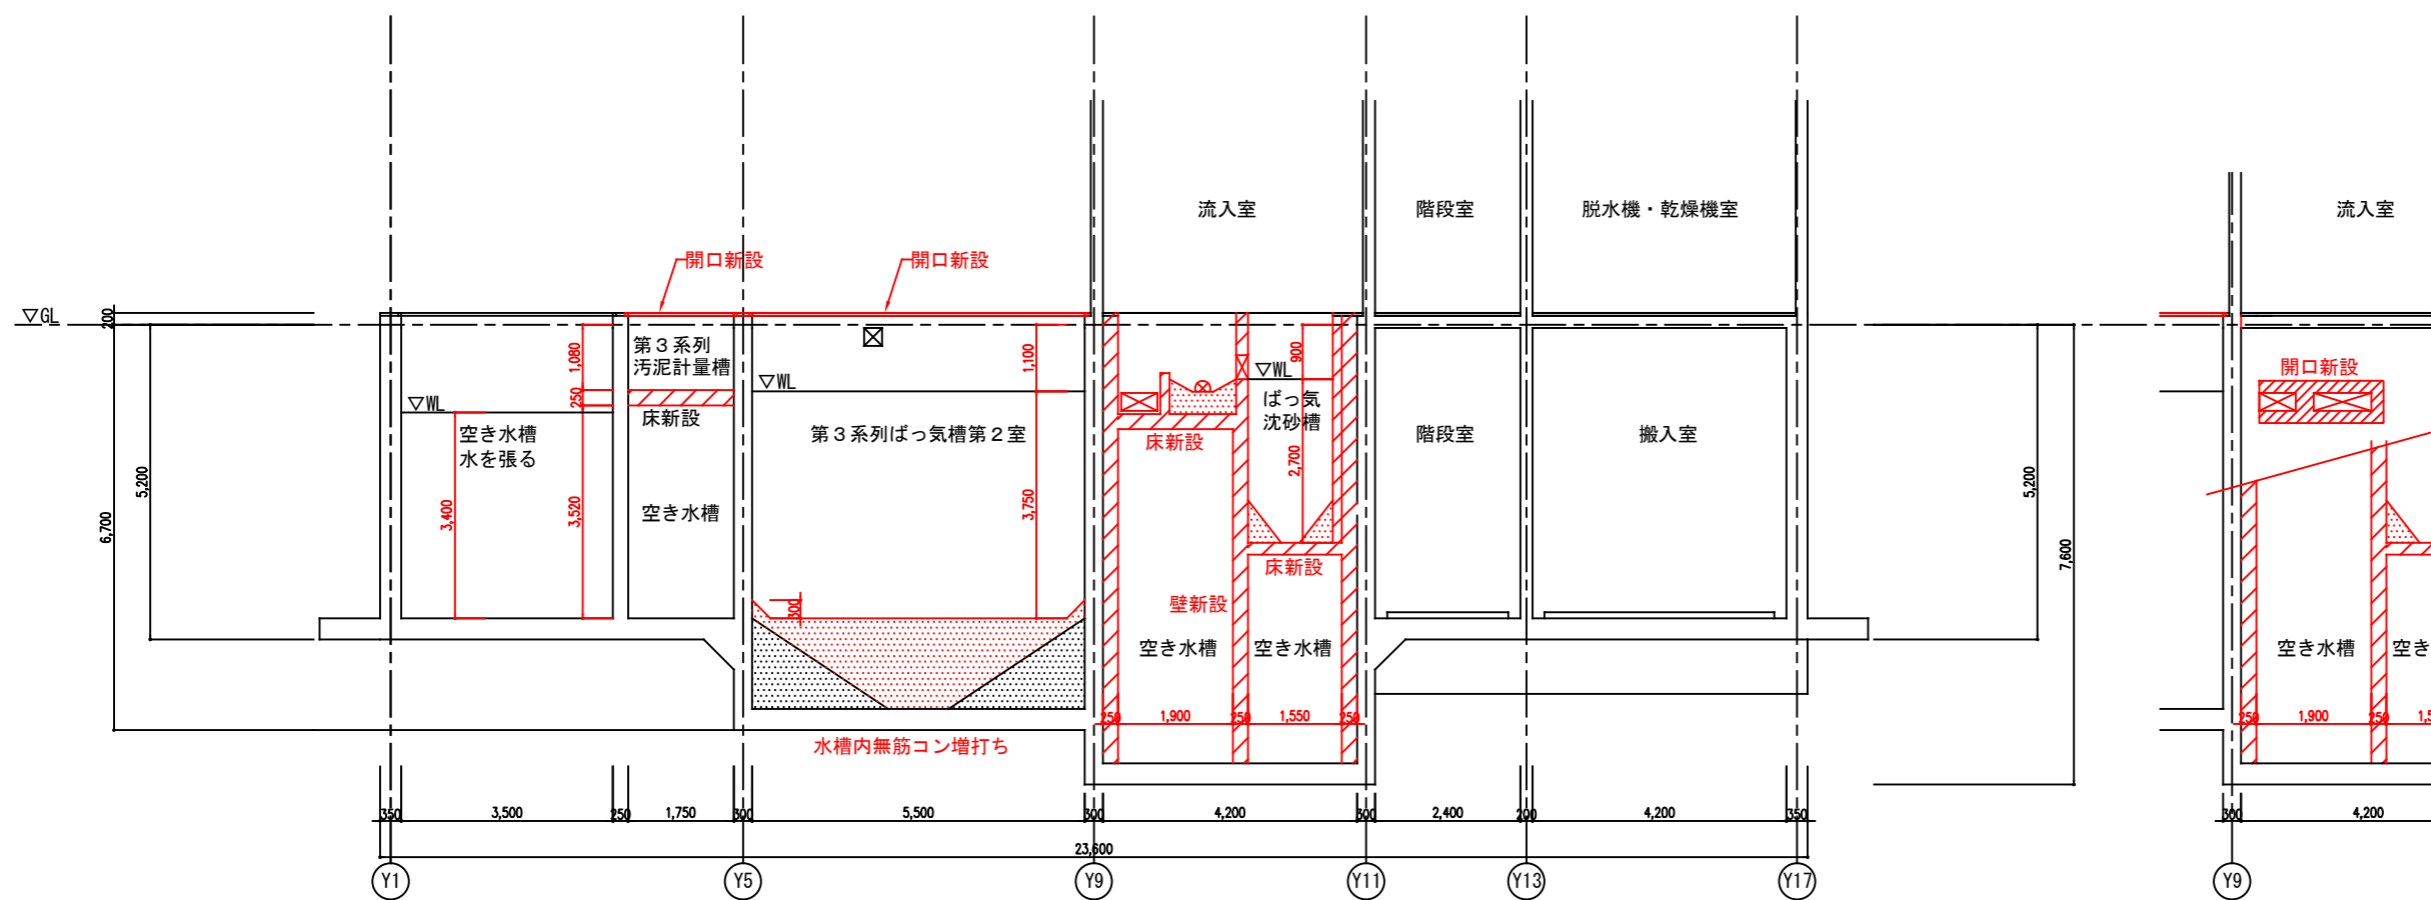 流入室
階段室
脱水機・乾燥機室
流入室
開口新設
開口新設
▽GL
200
第３系列
汚泥計量槽
1,080
250
1,100
900
▽WL
▽WL
▽WL
開口新設
床新設
空き水槽
水を張る
第３系列ばっ気槽第２室
ばっ気
沈砂槽
床新設
階段室
搬入室
5,200
6,700
3,400
3,520
空き水槽
3,750
2,700
5,200
7,600
300
床新設
壁新設
空き水槽
空き水槽
空き水槽
空き
250
1,900
250
1,550
250
250
1,900
250
水槽内無筋コン増打ち
350
3,500
250
1,750
300
5,500
300
4,200
300
2,400
200
4,200
350
300
4,200
23,600
Y1
Y5
Y9
Y11
Y13
Y17
Y9